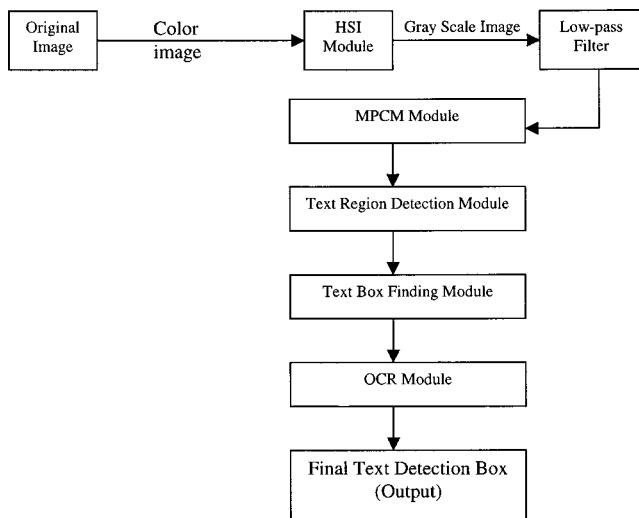 Original
Image
Color
image
HSI
Module
Gray Scale Image
Low-pass
Filter
MPCM Module
Text Region Detection Module
Text Box Finding Module
OCR Module
Final Text Detection Box
(Output)